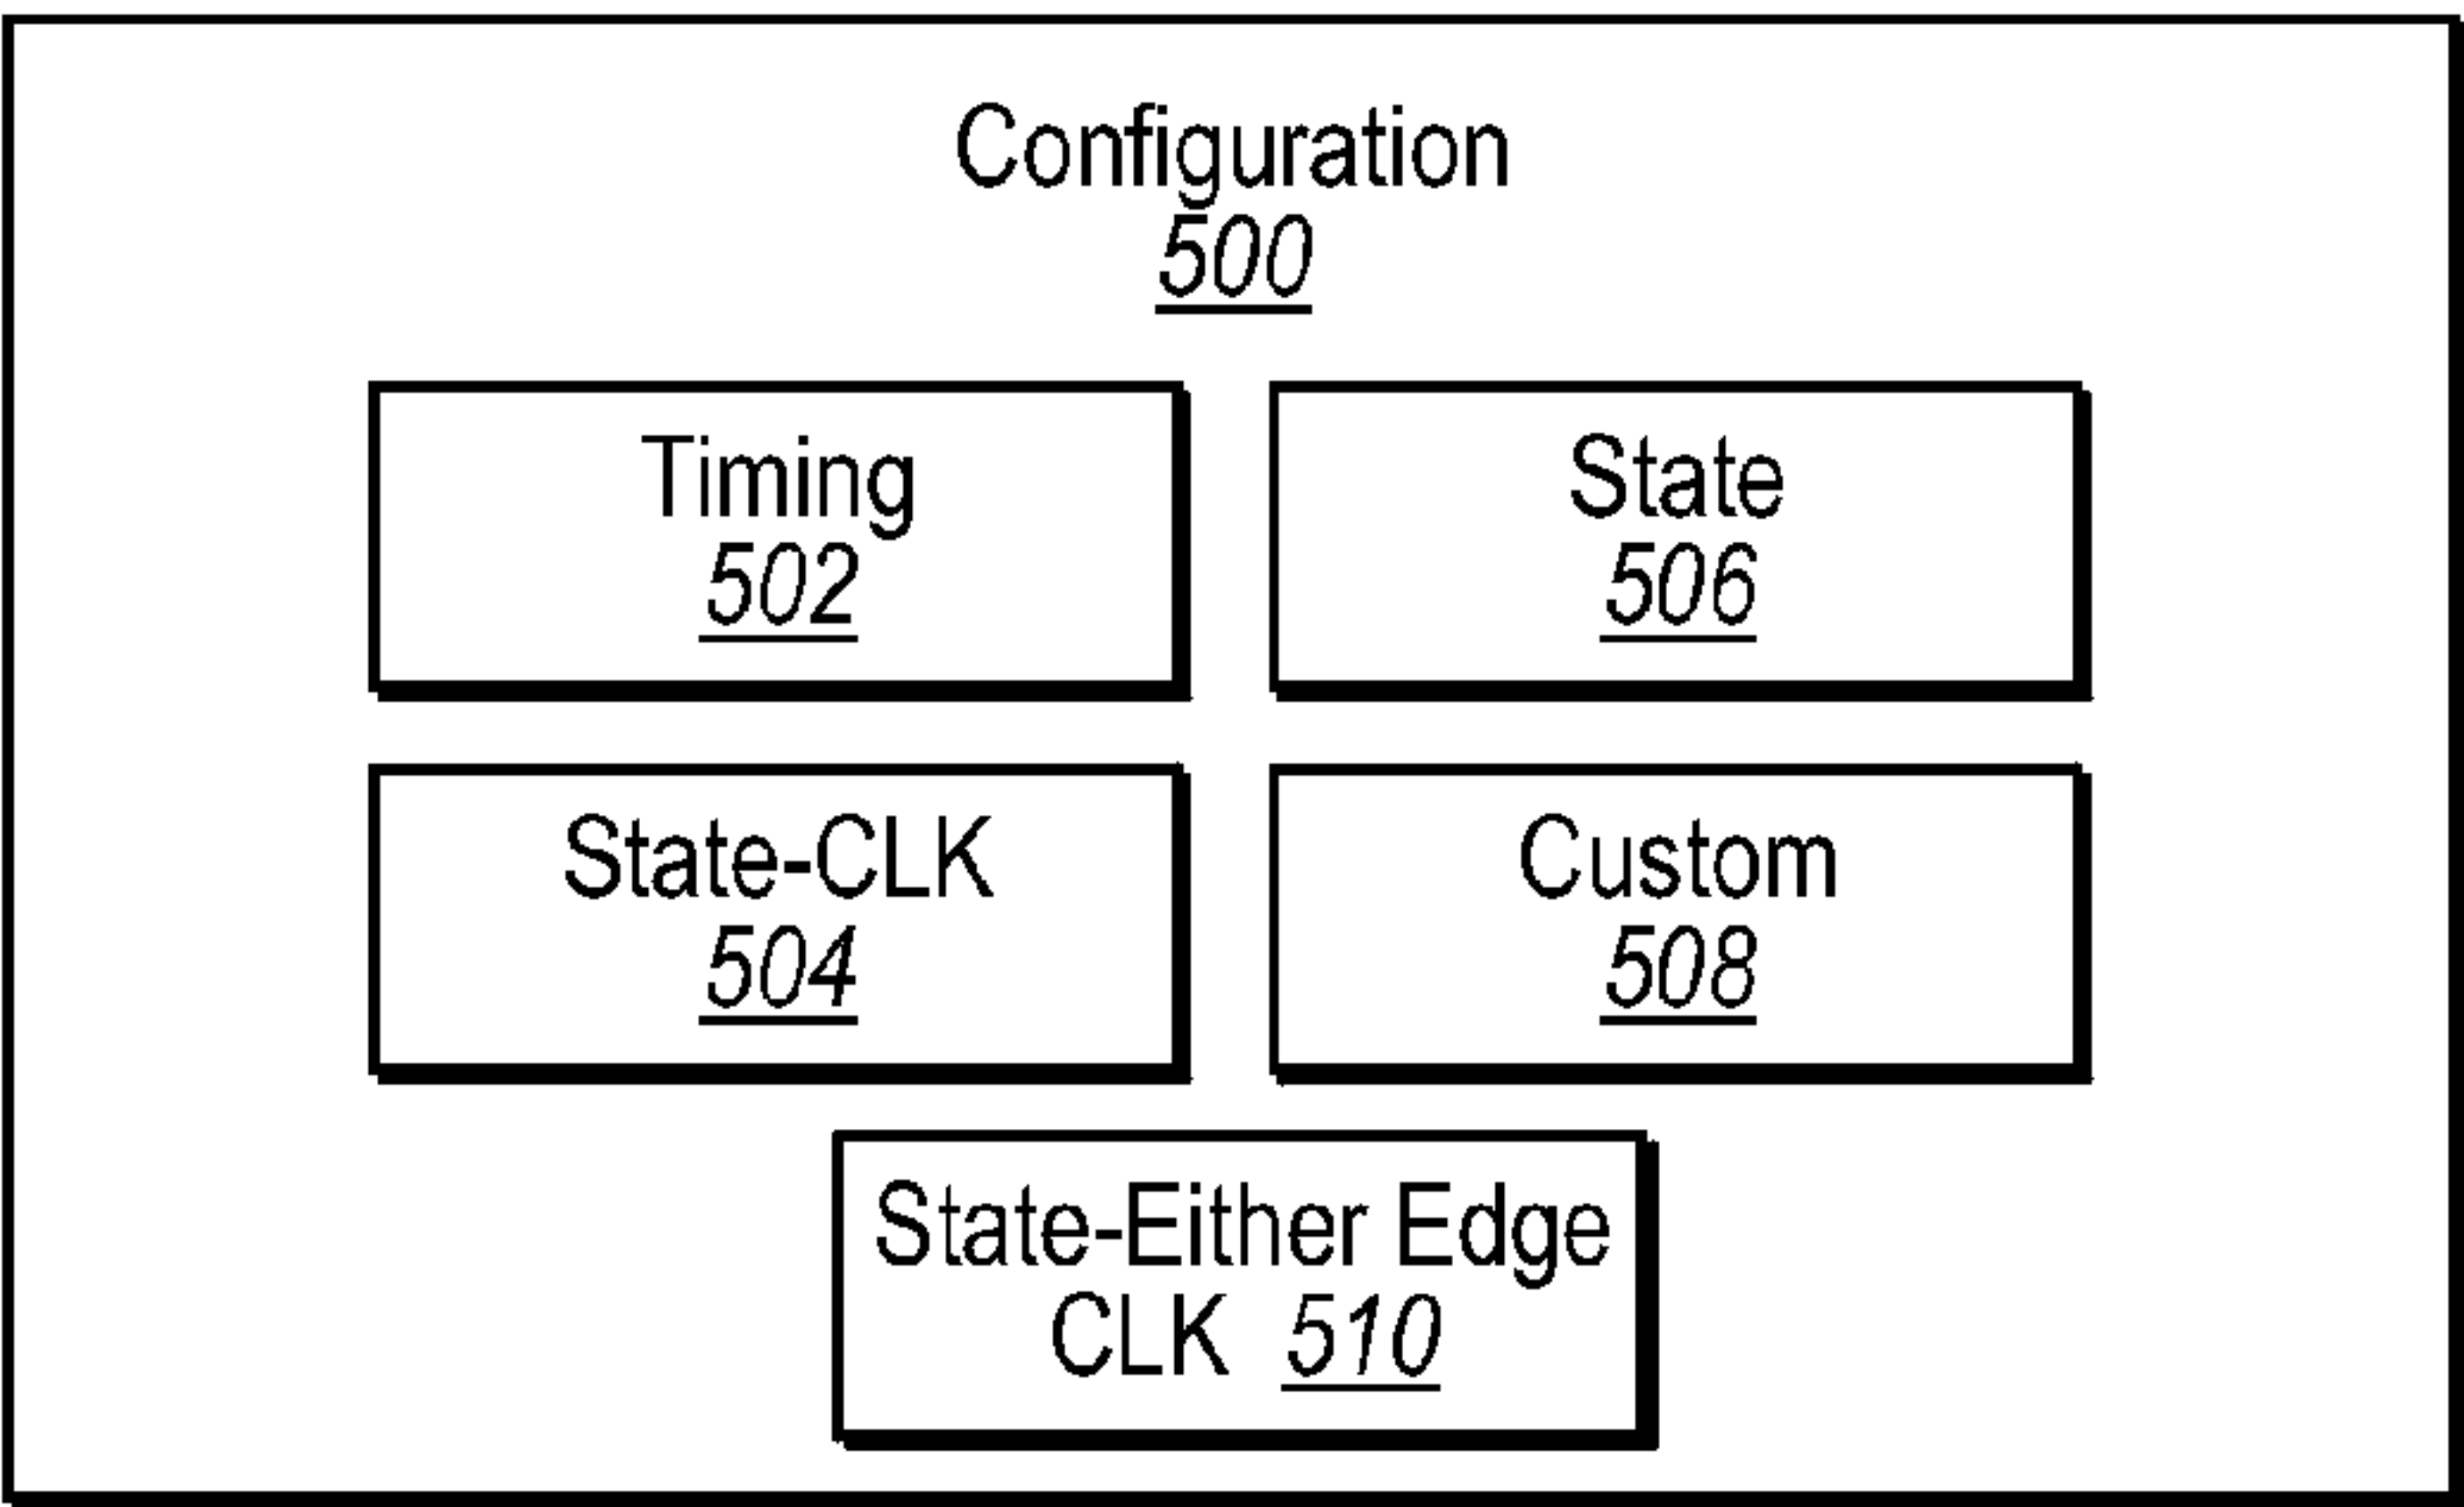 Configuration
500
Timing
502
State
506
State-CLK
504
Custom
508
State-Either Edge
CLK 510